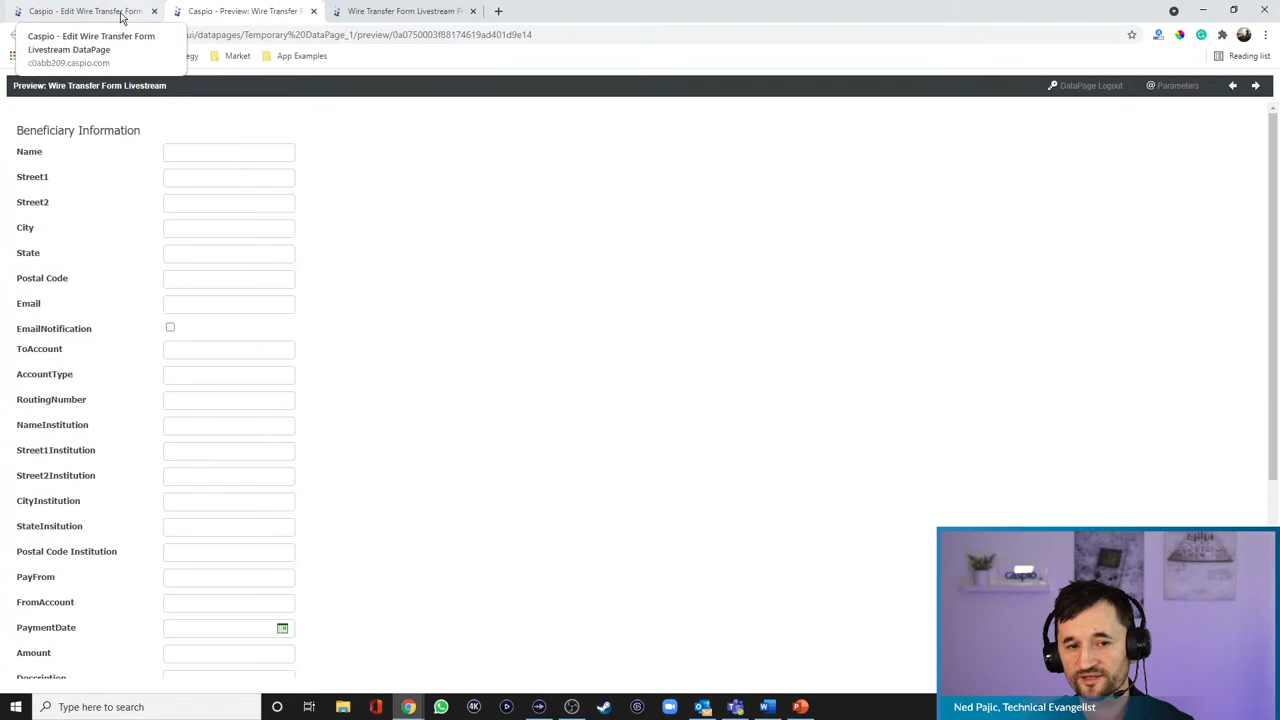 Caspio - Edit Wire Transfer Form
Caspio - Preview: Wire Transfer F
Wire Transfer Form Livestream P
Caspio - Edit Wire Transfer Form
Livestream DataPage
c0abb209.caspio.com
ui/datapages/Temporary%20DataPage_1/preview/0a0750003f88174619ad401d9e14
Market
App Examples
Reading list
Preview: Wire Transfer Form Livestream
DataPage Logout
@ Parameters
Beneficiary Information
Name
Street1
Street2
City
State
Postal Code
Email
EmailNotification
ToAccount
AccountType
RoutingNumber
NameInstitution
Street1Institution
Street2Institution
CityInstitution
StateInsitution
Postal Code Institution
PayFrom
FromAccount
PaymentDate
Amount
Description
caspio
Ned Pajic, Technical Evangelist
Type here to search